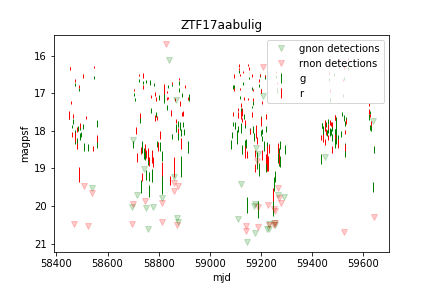 ZTF17aabulig
gnon detections
rnon detections
g
r
magpsf
16
17
18
19
20
21
58400
58600
58800
59000
59200
59400
59600
mjd